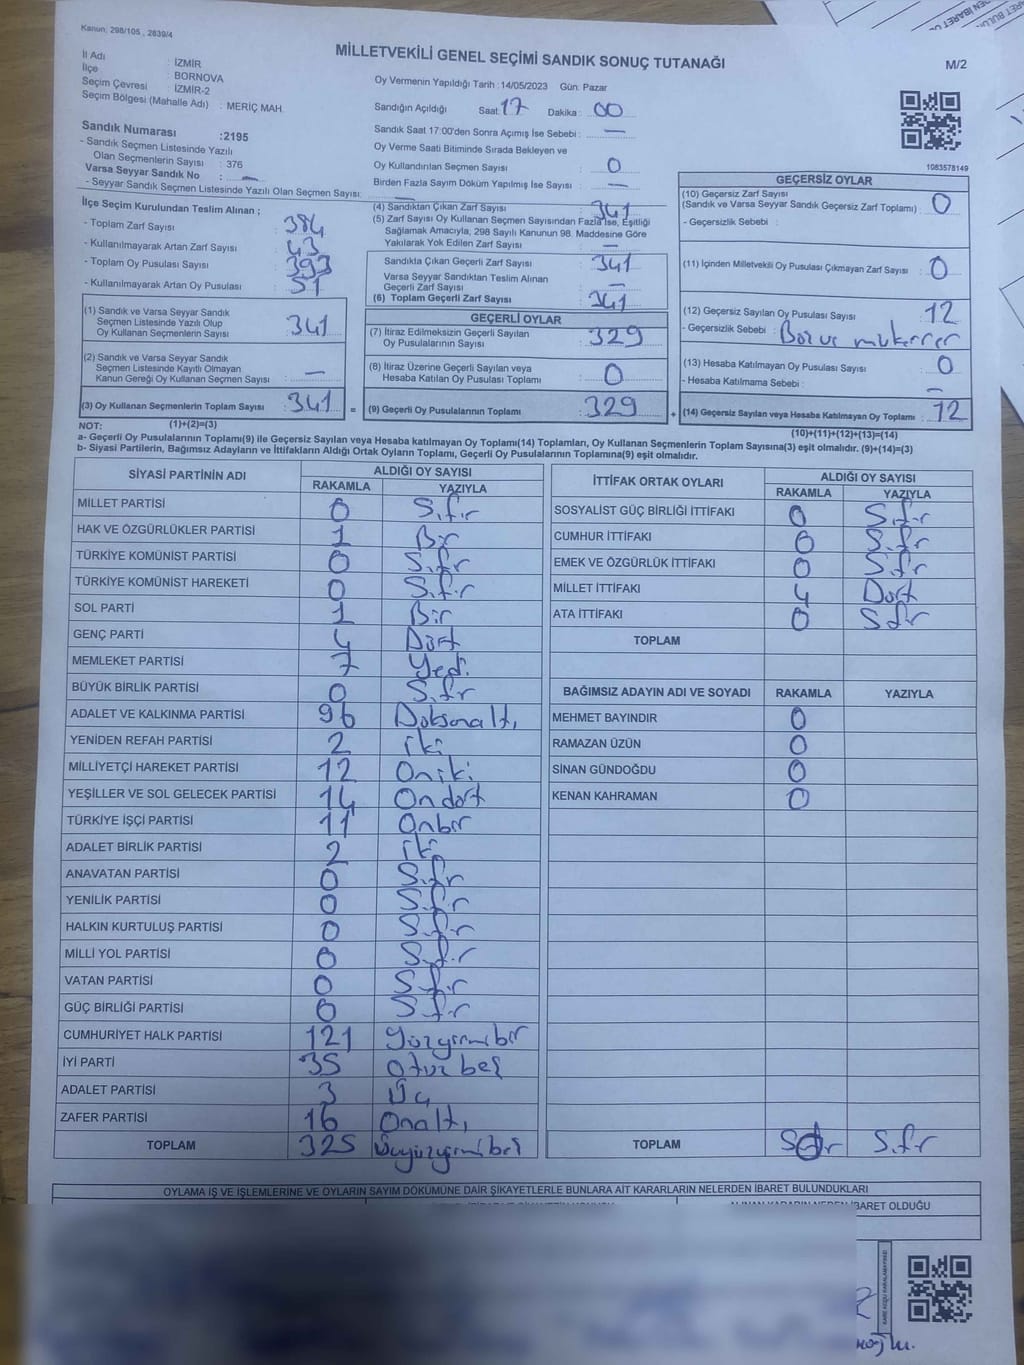 Kanun: 298/105 , 2839/4
MİLLETVEKİLİ GENEL SEÇİMİ SANDIK SONUÇ TUTANAĞI
M/2
İl Adı : İZMİR
İlçe : BORNOVA
Seçim Çevresi : İZMİR-2
Seçim Bölgesi (Mahalle Adı) : MERİÇ MAH.
Sandık Numarası :2195
- Sandık Seçmen Listesinde Yazılı
Olan Seçmenlerin Sayısı : 376
Varsa Seyyar Sandık No : —
- Seyyar Sandık Seçmen Listesinde Yazılı Olan Seçmen Sayısı:
Oy Vermenin Yapıldığı Tarih : 14/05/2023 Gün: Pazar
Sandığın Açıldığı Saat: 17 Dakika: 00
Sandık Saat 17:00'den Sonra Açımış İse Sebebi : —
Oy Verme Saati Bitiminde Sırada Bekleyen ve
Oy Kullandırılan Seçmen Sayısı : 0
Birden Fazla Sayım Döküm Yapılmış İse Sayısı : —
1083578149
İlçe Seçim Kurulundan Teslim Alınan ;
- Toplam Zarf Sayısı : 384
- Kullanılmayarak Artan Zarf Sayısı : 43
- Toplam Oy Pusulası Sayısı : 393
- Kullanılmayarak Artan Oy Pusulası : 51
(1) Sandık ve Varsa Seyyar Sandık
Seçmen Listesinde Yazılı Olup
Oy Kullanan Seçmenlerin Sayısı : 341
(2) Sandık ve Varsa Seyyar Sandık
Seçmen Listesinde Kayıtlı Olmayan
Kanun Gereği Oy Kullanan Seçmen Sayısı : —
(3) Oy Kullanan Seçmenlerin Toplam Sayısı : 341 =
(4) Sandıktan Çıkan Zarf Sayısı : 341
(5) Zarf Sayısı Oy Kullanan Seçmen Sayısından Fazla İse, Eşitliği
Sağlamak Amacıyla, 298 Sayılı Kanunun 98. Maddesine Göre
Yakılarak Yok Edilen Zarf Sayısı : —
Sandıkta Çıkan Geçerli Zarf Sayısı : 341
Varsa Seyyar Sandıktan Teslim Alınan
Geçerli Zarf Sayısı : —
(6) Toplam Geçerli Zarf Sayısı : 341
GEÇERLİ OYLAR
(7) İtiraz Edilmeksizin Geçerli Sayılan
Oy Pusulalarının Sayısı : 329
(8) İtiraz Üzerine Geçerli Sayılan veya
Hesaba Katılan Oy Pusulası Toplamı : 0
(9) Geçerli Oy Pusulalarının Toplamı : 329 +
GEÇERSİZ OYLAR
(10) Geçersiz Zarf Sayısı
(Sandık ve Varsa Seyyar Sandık Geçersiz Zarf Toplamı) : 0
- Geçersizlik Sebebi :
(11) İçinden Milletvekili Oy Pusulası Çıkmayan Zarf Sayısı : 0
(12) Geçersiz Sayılan Oy Pusulası Sayısı : 12
- Geçersizlik Sebebi : Boz ve mukerrer
(13) Hesaba Katılmayan Oy Pusulası Sayısı : 0
- Hesaba Katılmama Sebebi : —
(14) Geçersiz Sayılan veya Hesaba Katılmayan Oy Toplamı : 12
NOT: (1)+(2)=(3)
(10)+(11)+(12)+(13)=(14)
a- Geçerli Oy Pusulalarının Toplamı(9) ile Geçersiz Sayılan veya Hesaba katılmayan Oy Toplamı(14) Toplamları, Oy Kullanan Seçmenlerin Toplam Sayısına(3) eşit olmalıdır. (9)+(14)=(3)
b- Siyasi Partilerin, Bağımsız Adayların ve İttifakların Aldığı Ortak Oyların Toplamı, Geçerli Oy Pusulalarının Toplamına(9) eşit olmalıdır.
SİYASİ PARTİNİN ADI ALDIĞI OY SAYISI
RAKAMLA YAZIYLA
MİLLET PARTİSİ 0 Sıfır
HAK VE ÖZGÜRLÜKLER PARTİSİ 1 Bir
TÜRKİYE KOMÜNİST PARTİSİ 0 Sıfır
TÜRKİYE KOMÜNİST HAREKETİ 0 Sıfır
SOL PARTİ 1 Bir
GENÇ PARTİ 4 Dört
MEMLEKET PARTİSİ 7 Yedi
BÜYÜK BİRLİK PARTİSİ 0 Sıfır
ADALET VE KALKINMA PARTİSİ 96 Doksanaltı
YENİDEN REFAH PARTİSİ 2 iki
MİLLİYETÇİ HAREKET PARTİSİ 12 Oniki
YEŞİLLER VE SOL GELECEK PARTİSİ 14 Ondört
TÜRKİYE İŞÇİ PARTİSİ 11 Onbir
ADALET BİRLİK PARTİSİ 2 iki
ANAVATAN PARTİSİ 0 Sıfır
YENİLİK PARTİSİ 0 Sıfır
HALKIN KURTULUŞ PARTİSİ 0 Sıfır
MİLLİ YOL PARTİSİ 0 Sıfır
VATAN PARTİSİ 0 Sıfır
GÜÇ BİRLİĞİ PARTİSİ 0 Sıfır
CUMHURİYET HALK PARTİSİ 121 Yüzyirmibir
İYİ PARTİ 35 Otuzbeş
ADALET PARTİSİ 3 Üç
ZAFER PARTİSİ 16 Onaltı
TOPLAM 325 Üçyüzyirmibeş
İTTİFAK ORTAK OYLARI ALDIĞI OY SAYISI
RAKAMLA YAZIYLA
SOSYALİST GÜÇ BİRLİĞİ İTTİFAKI 0 Sıfır
CUMHUR İTTİFAKI 0 Sıfır
EMEK VE ÖZGÜRLÜK İTTİFAKI 0 Sıfır
MİLLET İTTİFAKI 4 Dört
ATA İTTİFAKI 0 Sıfır
TOPLAM
BAĞIMSIZ ADAYIN ADI VE SOYADI RAKAMLA YAZIYLA
MEHMET BAYINDIR 0
RAMAZAN ÜZÜN 0
SİNAN GÜNDOĞDU 0
KENAN KAHRAMAN 0
TOPLAM 0 Sıfır
OYLAMA İŞ VE İŞLEMLERİNE VE OYLARIN SAYIM DÖKÜMÜNE DAİR ŞİKAYETLERLE BUNLARA AİT KARARLARIN NELERDEN İBARET BULUNDUKLARI
İBARET OLDUĞU